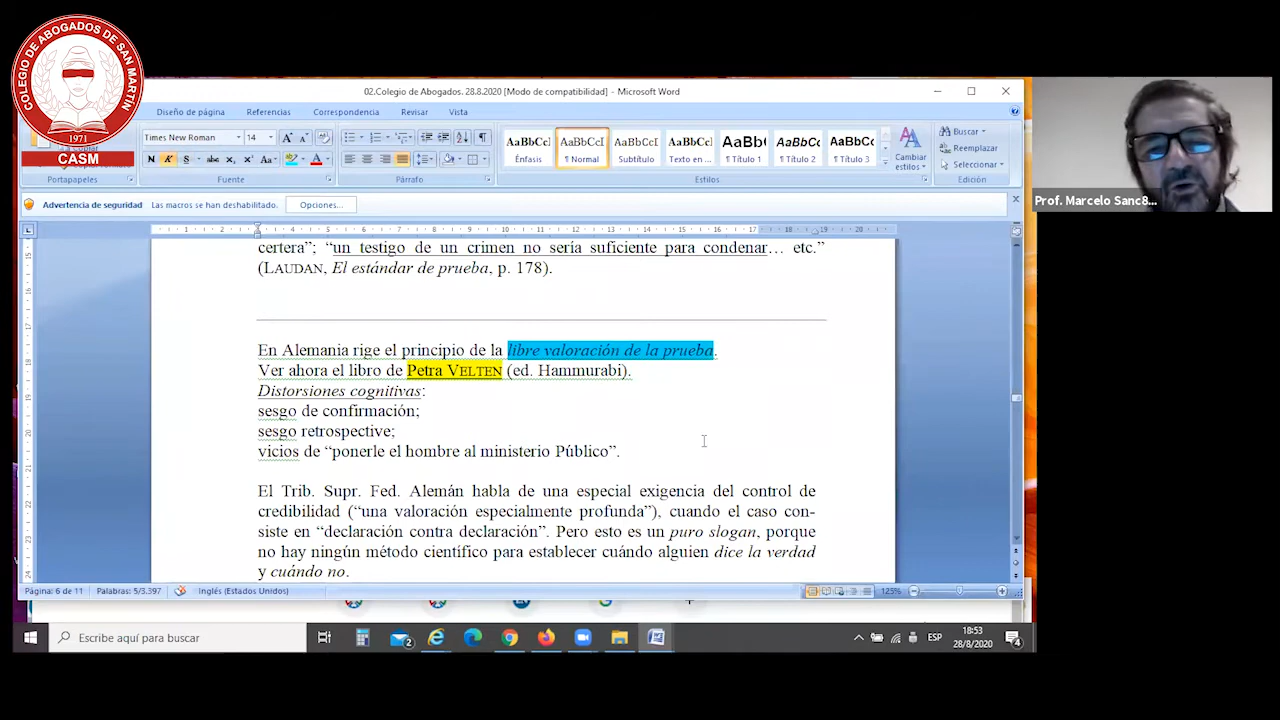 COLEGIO DE ABOGADOS DE SAN MARTÍN
1971
CASM
02.Colegio de Abogados. 28.8.2020 [Modo de compatibilidad] - Microsoft Word
Diseño de página Referencias Correspondencia Revisar Vista
Times New Roman 14
Buscar
Reemplazar
Seleccionar
Cambiar estilos
AaBbCcI AaBbCcI AaBbCcI AaBbCcI AaBb( AaBbCc AaBbCc
Énfasis ¶ Normal Subtítulo Texto en ... ¶ Título 1 ¶ Título 2 ¶ Título 3
Portapapeles Fuente Párrafo Estilos Edición
Advertencia de seguridad Las macros se han deshabilitado. Opciones...
Prof. Marcelo Sanc8...
certera”; “un testigo de un crimen no sería suficiente para condenar… etc.”
(LAUDAN, El estándar de prueba, p. 178).
En Alemania rige el principio de la libre valoración de la prueba.
Ver ahora el libro de Petra VELTEN (ed. Hammurabi).
Distorsiones cognitivas:
sesgo de confirmación;
sesgo retrospective;
vicios de “ponerle el hombre al ministerio Público”.
El Trib. Supr. Fed. Alemán habla de una especial exigencia del control de
credibilidad (“una valoración especialmente profunda”), cuando el caso con-
siste en “declaración contra declaración”. Pero esto es un puro slogan, porque
no hay ningún método científico para establecer cuándo alguien dice la verdad
y cuándo no.
Página: 6 de 11 Palabras: 5/3.397 Inglés (Estados Unidos) 125%
Escribe aquí para buscar
ESP
18:53
28/8/2020